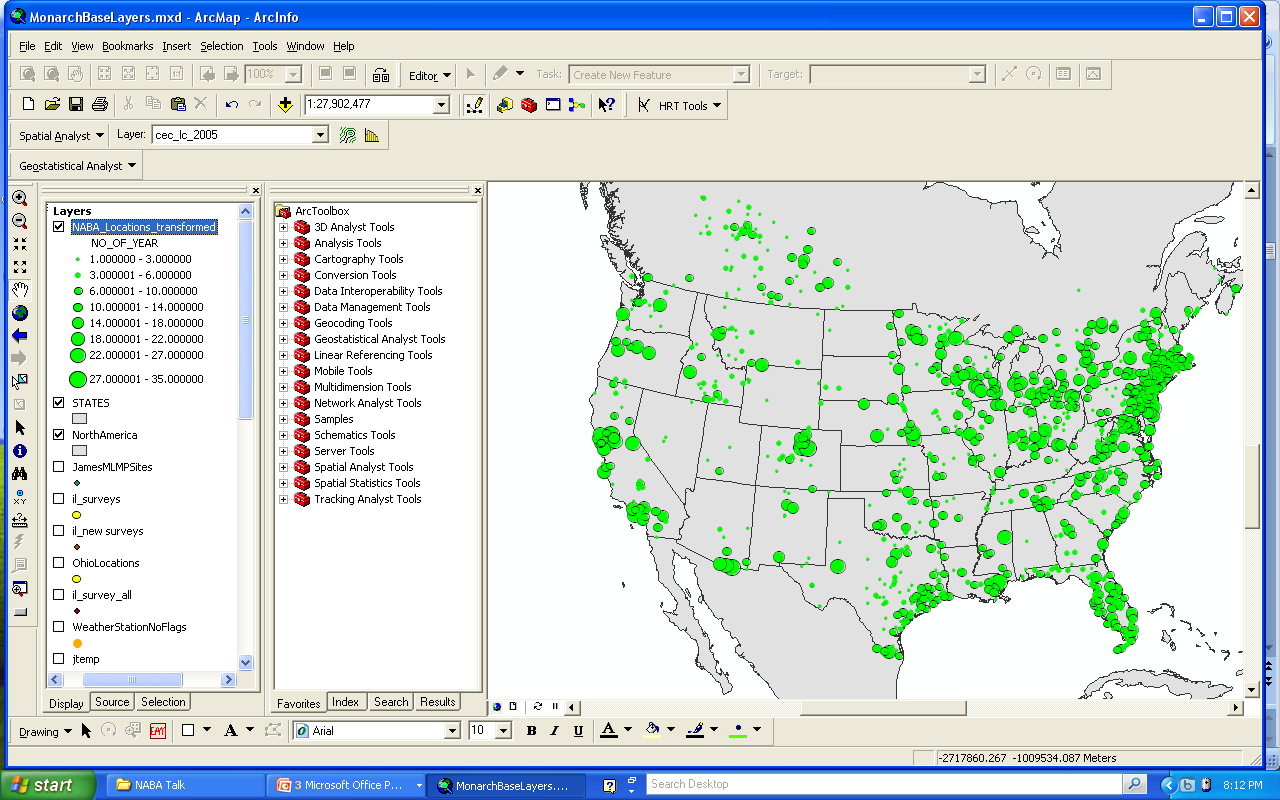 MonarchBaseLayers.mxd - ArcMap - ArcInfo
File Edit View Bookmarks Insert Selection Tools Window Help
100% Editor Task: Create New Feature Target:
1:27,902,477 HRT Tools
Spatial Analyst Layer: cec_lc_2005
Geostatistical Analyst
Layers
NABA_Locations_transformed
NO_OF_YEAR
1.000000 - 3.000000
3.000001 - 6.000000
6.000001 - 10.000000
10.000001 - 14.000000
14.000001 - 18.000000
18.000001 - 22.000000
22.000001 - 27.000000
27.000001 - 35.000000
STATES
NorthAmerica
JamesMLMPSites
il_surveys
il_new surveys
OhioLocations
il_survey_all
WeatherStationNoFlags
jtemp
Display Source Selection
ArcToolbox
3D Analyst Tools
Analysis Tools
Cartography Tools
Conversion Tools
Data Interoperability Tools
Data Management Tools
Geocoding Tools
Geostatistical Analyst Tools
Linear Referencing Tools
Mobile Tools
Multidimension Tools
Network Analyst Tools
Samples
Schematics Tools
Server Tools
Spatial Analyst Tools
Spatial Statistics Tools
Tracking Analyst Tools
Favorites Index Search Results
Drawing A Arial 10 B I U A
-2717860.267 -1009534.087 Meters
start NABA Talk 3 Microsoft Office P... MonarchBaseLayers.... Search Desktop 8:12 PM